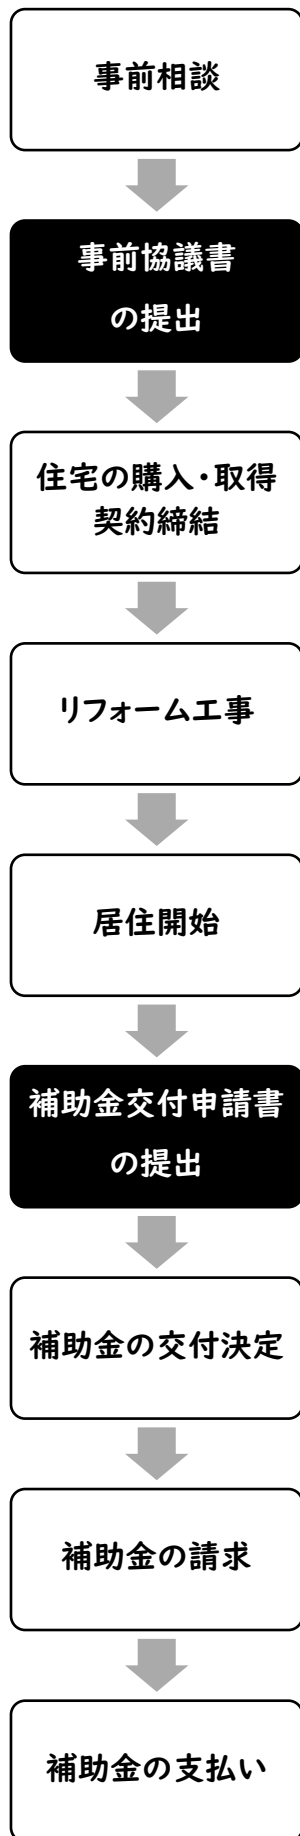 事前相談
事前協議書
の提出
住宅の購入・取得
契約締結
リフォーム工事
居住開始
補助金交付申請書
の提出
補助金の交付決定
補助金の請求
補助金の支払い